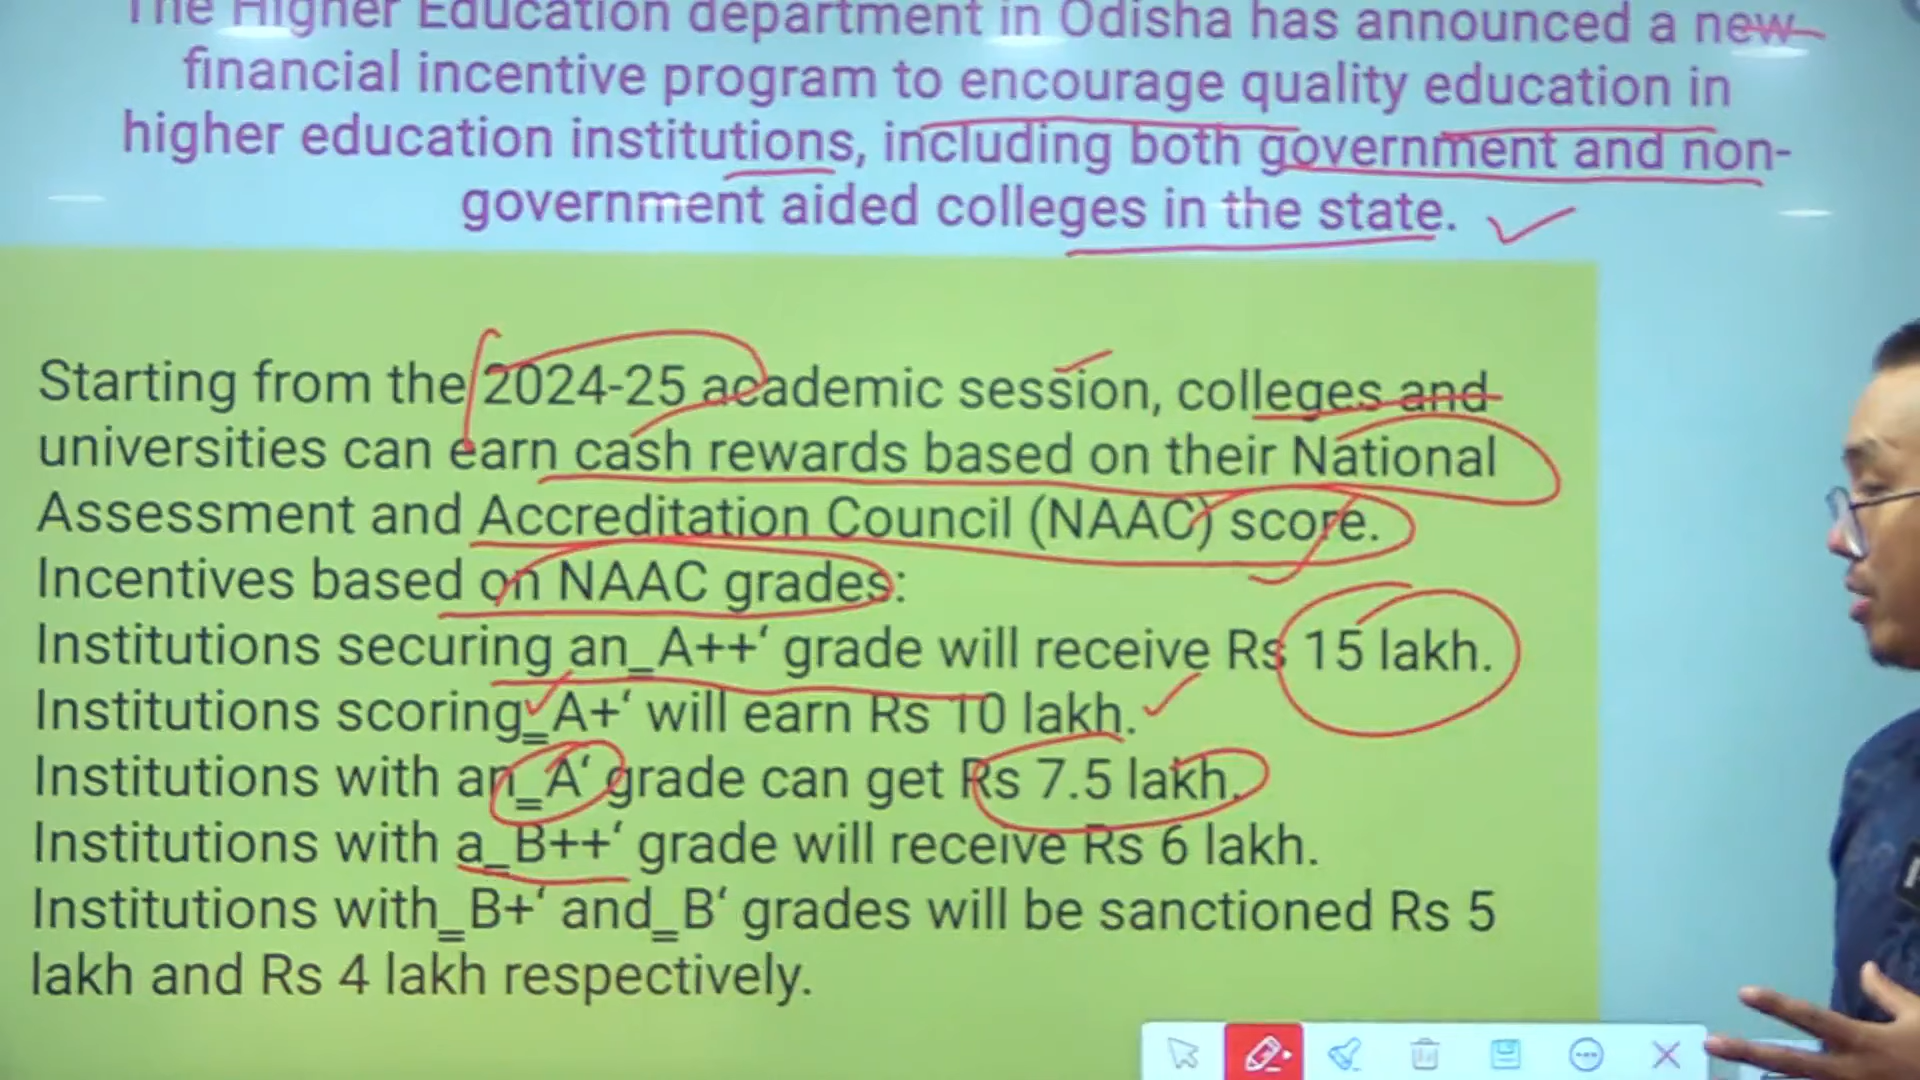 The Higher Education department in Odisha has announced a new
financial incentive program to encourage quality education in
higher education institutions, including both government and non-
government aided colleges in the state.
Starting from the 2024-25 academic session, colleges and
universities can earn cash rewards based on their National
Assessment and Accreditation Council (NAAC) score.
Incentives based on NAAC grades:
Institutions securing an_A++‘ grade will receive Rs 15 lakh.
Institutions scoring‗A+‘ will earn Rs 10 lakh.
Institutions with an‗A‘ grade can get Rs 7.5 lakh.
Institutions with a_B++‘ grade will receive Rs 6 lakh.
Institutions with‗B+‘ and‗B‘ grades will be sanctioned Rs 5
lakh and Rs 4 lakh respectively.